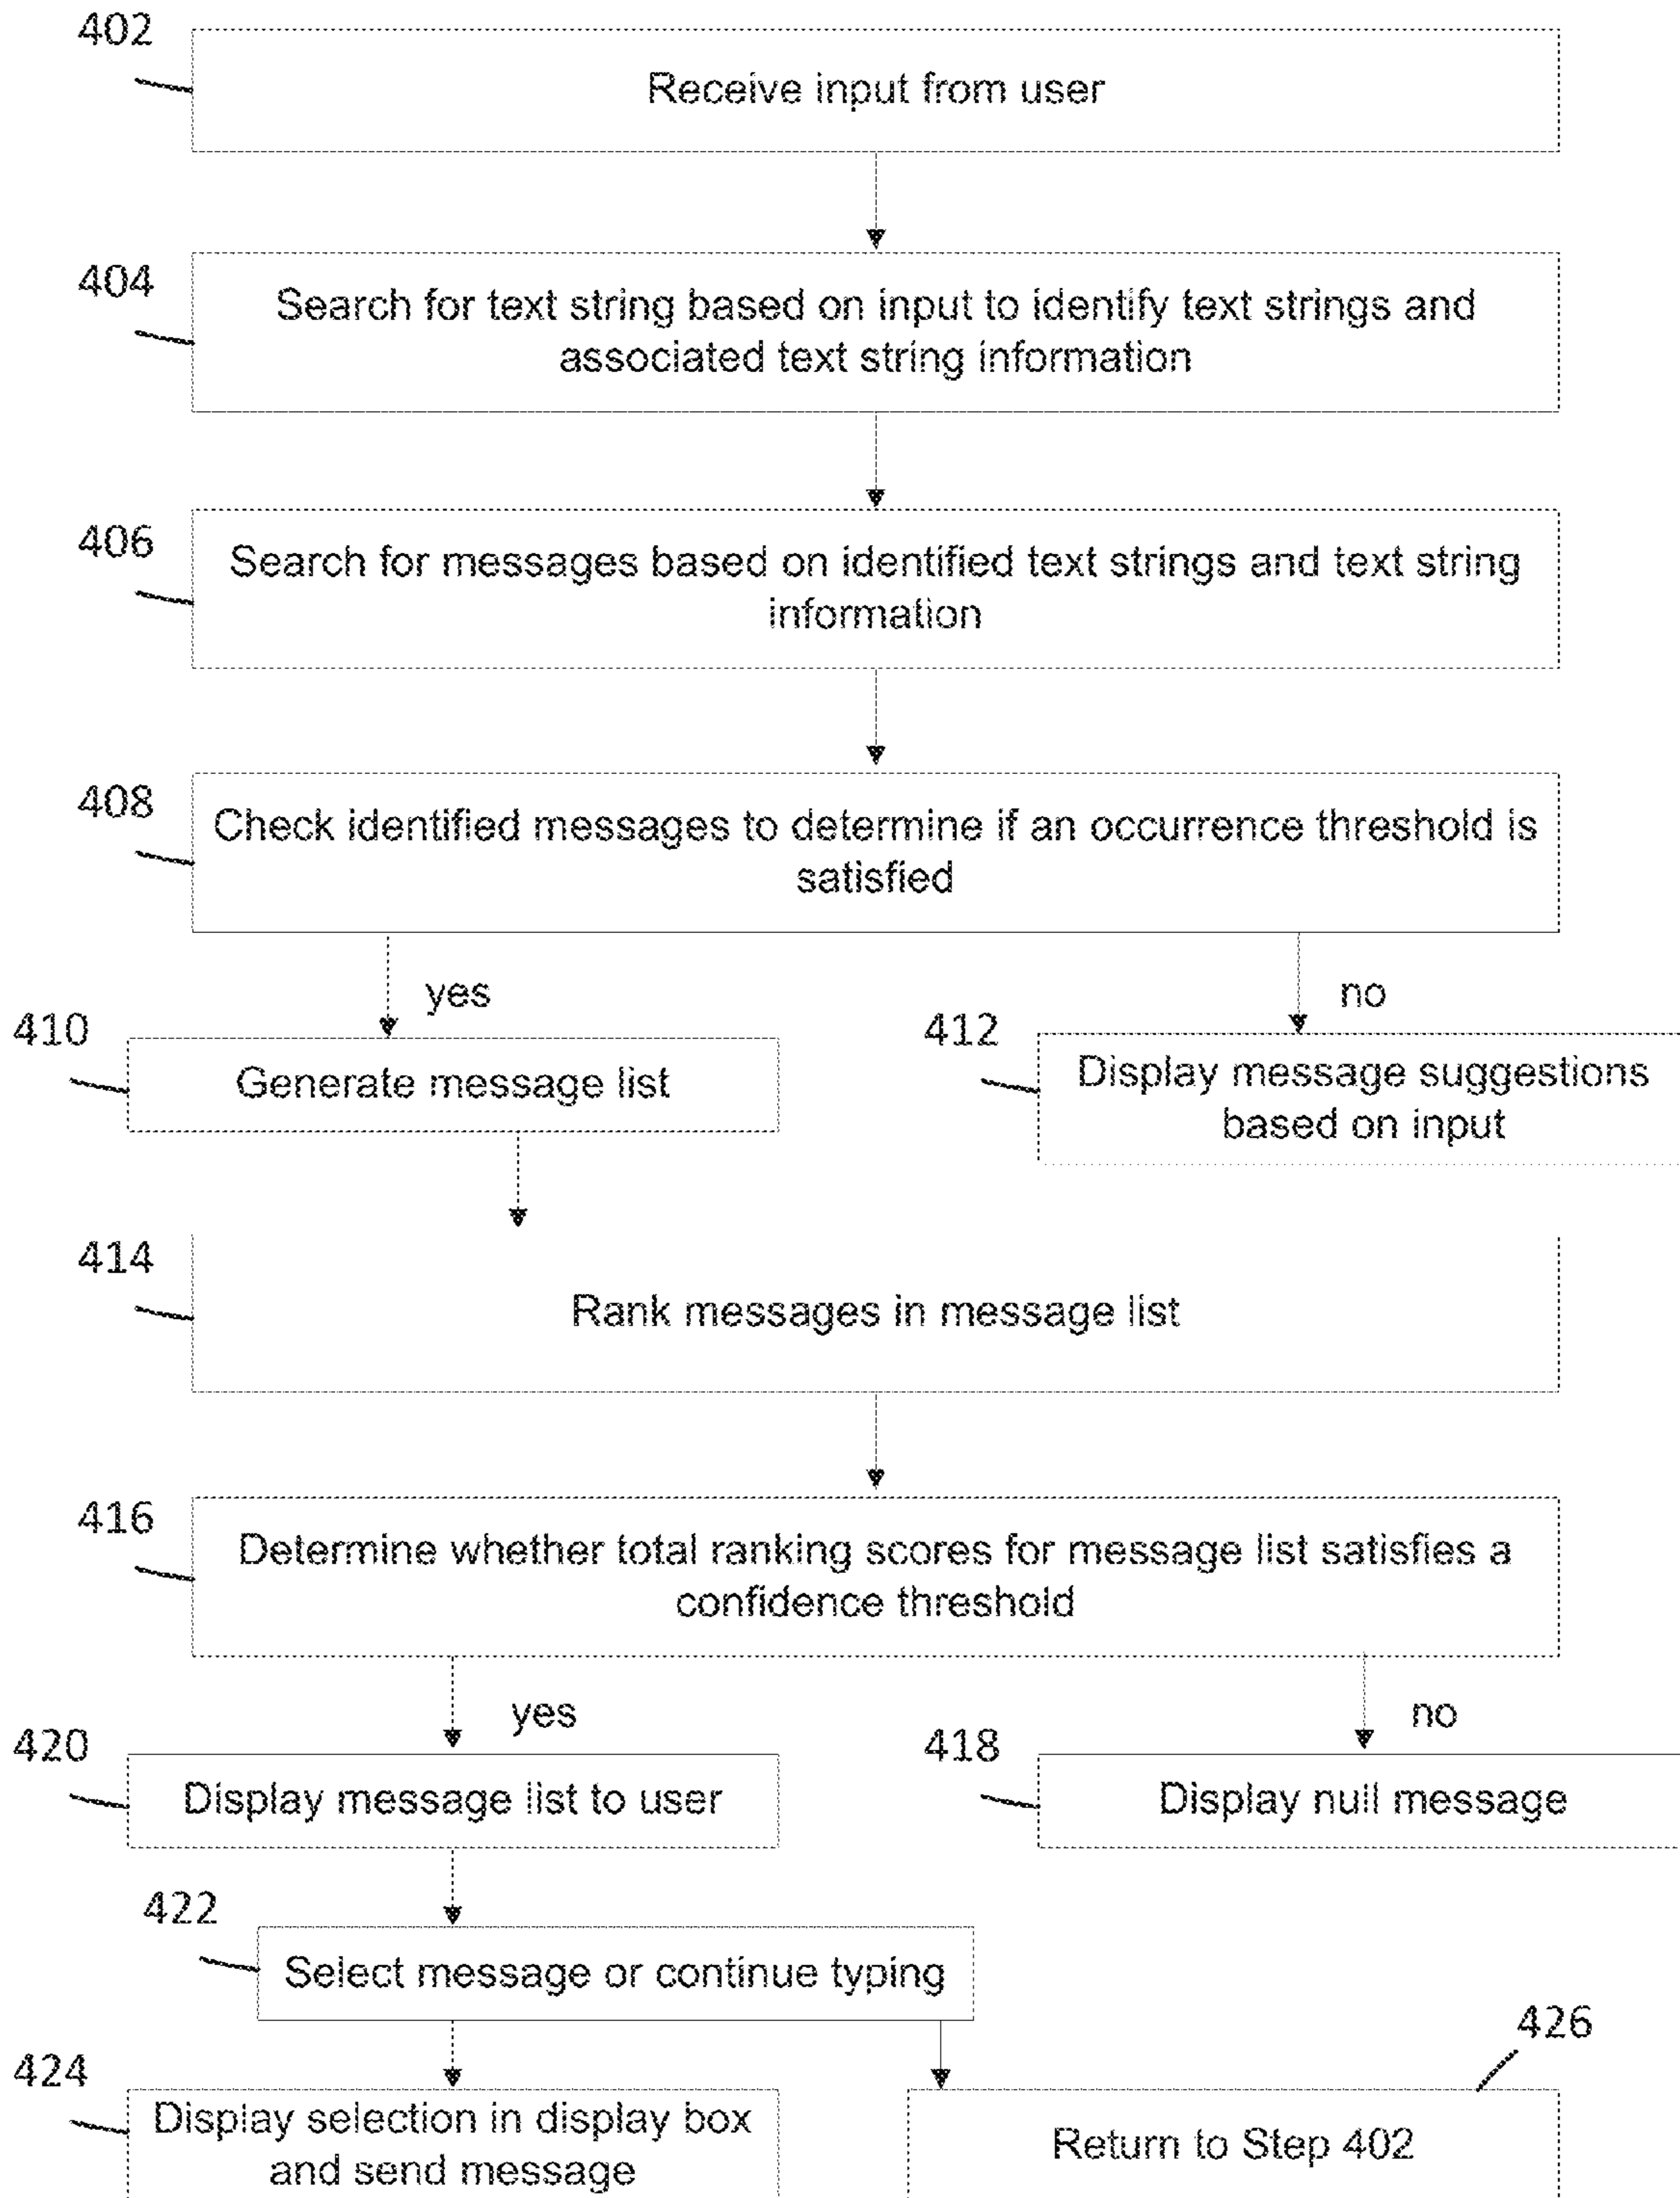 402
Receive input from user
404
Search for text string based on input to identify text strings and
associated text string information
406
Search for messages based on identified text strings and text string
information
408
Check identified messages to determine if an occurrence threshold is
satisfied
yes
no
410
Generate message list
412
Display message suggestions
based on input
414
Rank messages in message list
416
Determine whether total ranking scores for message list satisfies a
confidence threshold
yes
no
420
Display message list to user
418
Display null message
422
Select message or continue typing
424
Display selection in display box
and send message
426
Return to Step 402